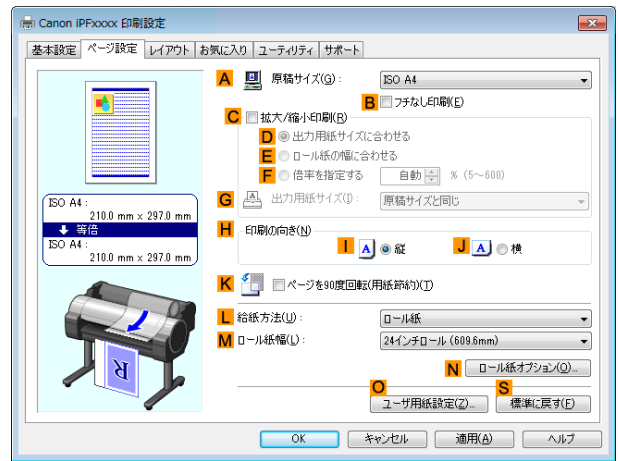 Canon iPFxxxx 印刷設定
基本設定 ページ設定 レイアウト お気に入り ユーティリティ サポート
A 原稿サイズ(G)： ISO A4
B フチなし印刷(E)
C 拡大/縮小印刷(R)
D 出力用紙サイズに合わせる
E ロール紙の幅に合わせる
F 倍率を指定する 自動 % (5～600)
G 出力用紙サイズ(I)： 原稿サイズと同じ
ISO A4：
210.0 mm × 297.0 mm
等倍
ISO A4：
210.0 mm × 297.0 mm
H 印刷の向き(N)
I A 縦 J A 横
K ページを90度回転(用紙節約)(T)
L 給紙方法(U)： ロール紙
M ロール紙幅(L)： 24インチロール (609.6mm)
R
N ロール紙オプション(O)...
O S
ユーザ用紙設定(Z)... 標準に戻す(F)
OK キャンセル 適用(A) ヘルプ